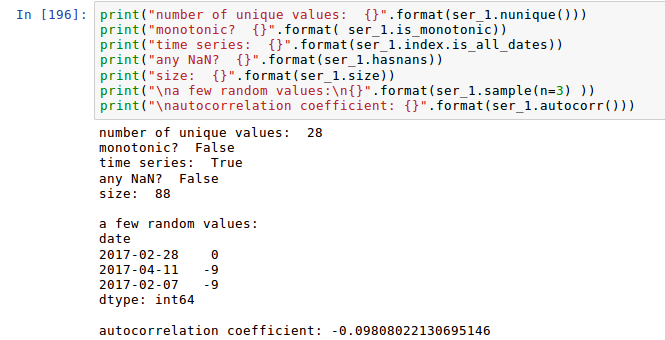 In [196]: print("number of unique values:  {}".format(ser_1.nunique()))
print("monotonic?  {}".format( ser_1.is_monotonic))
print("time series:  {}".format(ser_1.index.is_all_dates))
print("any NaN?  {}".format(ser_1.hasnans))
print("size:  {}".format(ser_1.size))
print("\na few random values:\n{}".format(ser_1.sample(n=3) ))
print("\nautocorrelation coefficient: {}".format(ser_1.autocorr()))
number of unique values:  28
monotonic?  False
time series:  True
any NaN?  False
size:  88
a few random values:
date
2017-02-28    0
2017-04-11   -9
2017-02-07   -9
dtype: int64
autocorrelation coefficient: -0.09808022130695146